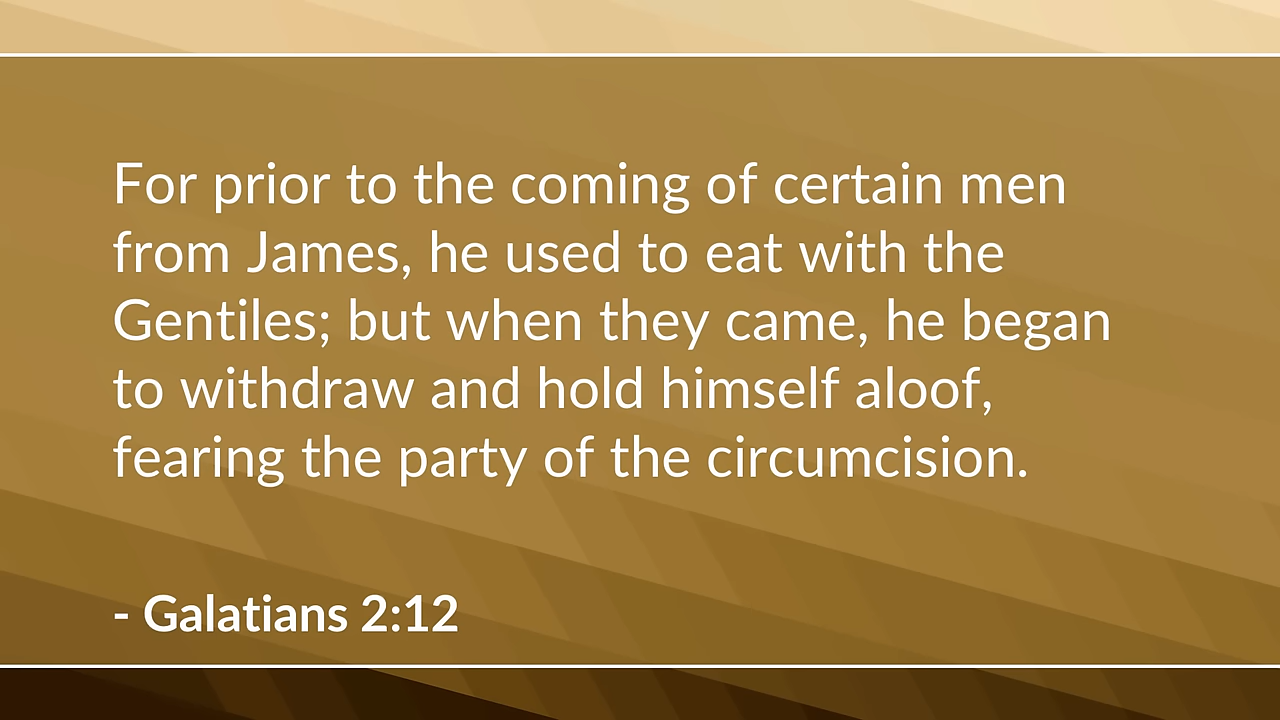 For prior to the coming of certain men
from James, he used to eat with the
Gentiles; but when they came, he began
to withdraw and hold himself aloof,
fearing the party of the circumcision.
- Galatians 2:12